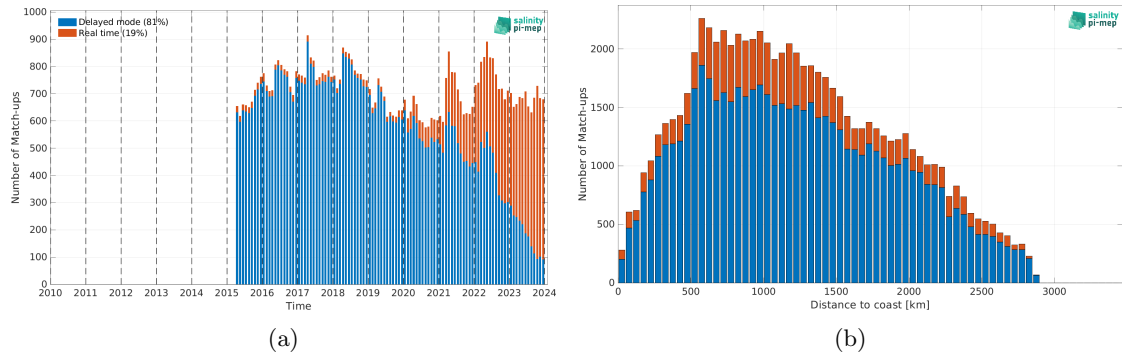 Delayed mode (81%)
Real time (19%)
salinity
pi-mep
Number of Match-ups
1000
900
800
700
600
500
400
300
200
100
0
2010 2011 2012 2013 2014 2015 2016 2017 2018 2019 2020 2021 2022 2023 2024
Time
(a)
salinity
pi-mep
Number of Match-ups
2000
1500
1000
500
0
0 500 1000 1500 2000 2500 3000
Distance to coast [km]
(b)